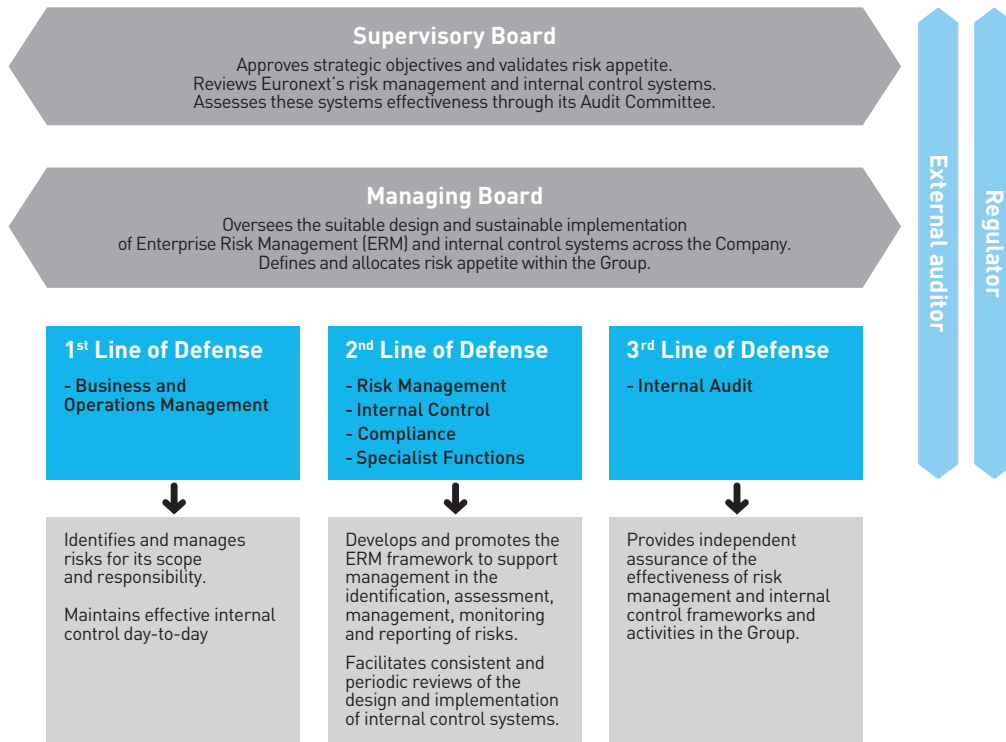 Supervisory Board
Approves strategic objectives and validates risk appetite.
Reviews Euronext's risk management and internal control systems.
Assesses these systems effectiveness through its Audit Committee.
Managing Board
Oversees the suitable design and sustainable implementation
of Enterprise Risk Management (ERM) and internal control systems across the Company.
Defines and allocates risk appetite within the Group.
External auditor
Regulator
1st Line of Defense
- Business and
Operations Management
2nd Line of Defense
- Risk Management
- Internal Control
- Compliance
- Specialist Functions
3rd Line of Defense
- Internal Audit
Identifies and manages
risks for its scope
and responsibility.
Maintains effective internal
control day-to-day
Develops and promotes the
ERM framework to support
management in the
identification, assessment,
management, monitoring
and reporting of risks.
Facilitates consistent and
periodic reviews of the
design and implementation
of internal control systems.
Provides independent
assurance of the
effectiveness of risk
management and internal
control frameworks and
activities in the Group.